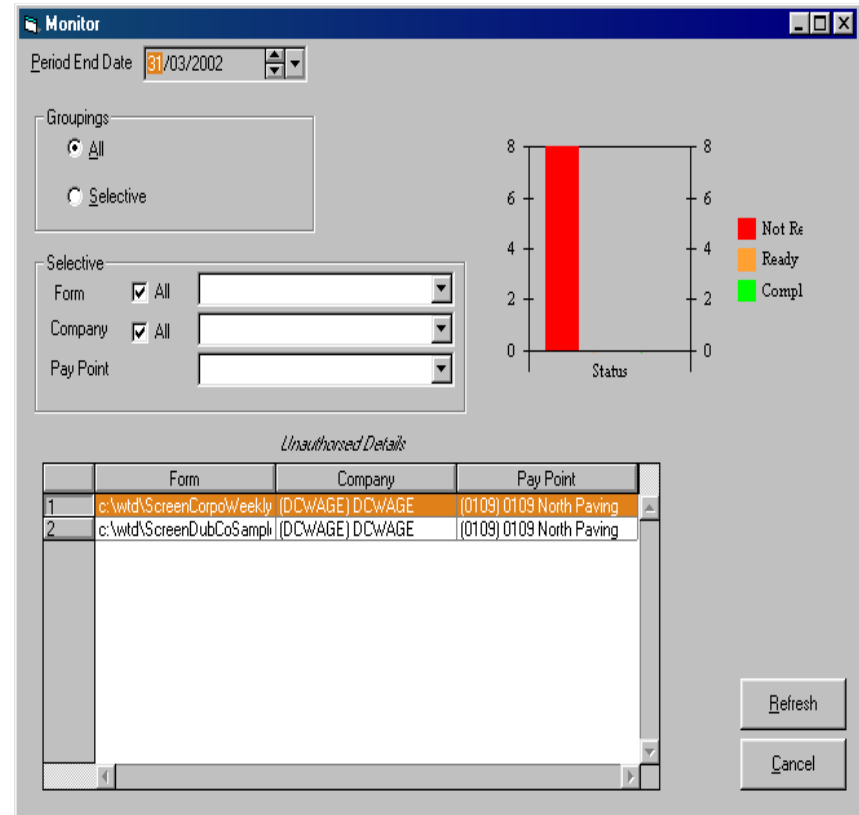 Monitor
Period End Date 31/03/2002
Groupings
All
Selective
Selective
Form All
Company All
Pay Point
8 8
6 6
4 4
2 2
0 0
Status
Not Re
Ready
Compl
Unauthorsed Details
Form Company Pay Point
1 c:\wtd\ScreenCorpoWeekly (DCWAGE) DCWAGE (0109) 0109 North Paving
2 c:\wtd\ScreenDubCoSampl (DCWAGE) DCWAGE (0109) 0109 North Paving
Refresh
Cancel